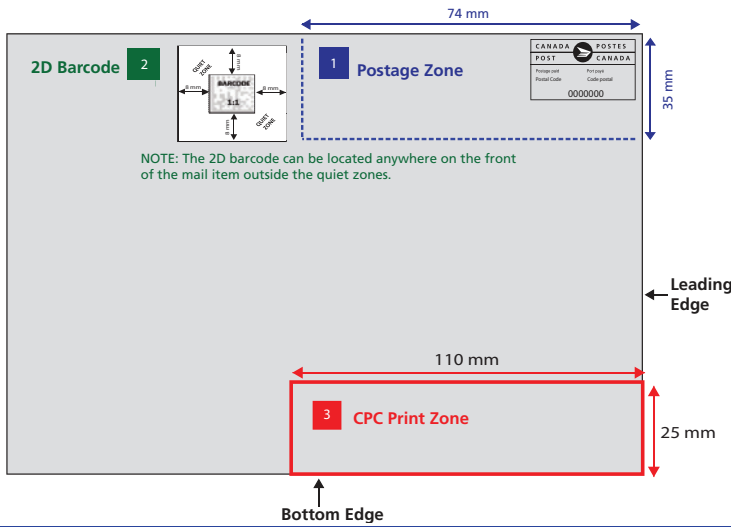 74 mm
2D Barcode 2
8 mm
QUIET
ZONE
BARCODE
1:1
8 mm
8 mm
8 mm
QUIET
ZONE
1 Postage Zone
CANADA POSTES
POST CANADA
Postage paid Port payé
Postal Code Code postal
0000000
35 mm
NOTE: The 2D barcode can be located anywhere on the front
of the mail item outside the quiet zones.
Leading
Edge
110 mm
3 CPC Print Zone
25 mm
Bottom Edge